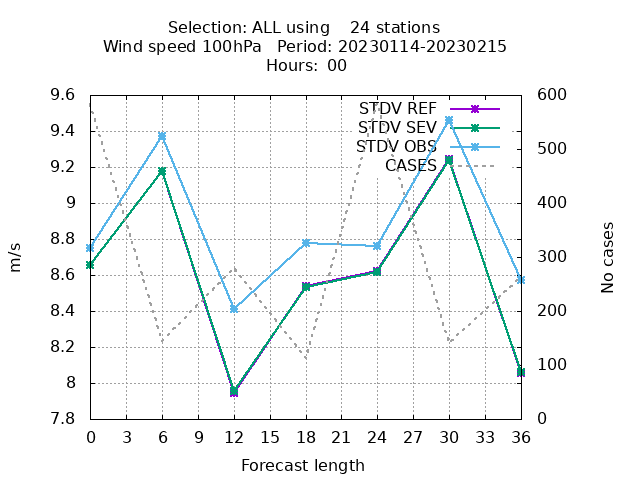 Selection: ALL using    24 stations
Wind speed 100hPa   Period: 20230114-20230215
Hours:  00
STDV REF
STDV SEV
STDV OBS
CASES
9.6
9.4
9.2
9
8.8
8.6
8.4
8.2
8
7.8
m/s
600
500
400
300
200
100
0
No cases
0 3 6 9 12 15 18 21 24 27 30 33 36
Forecast length